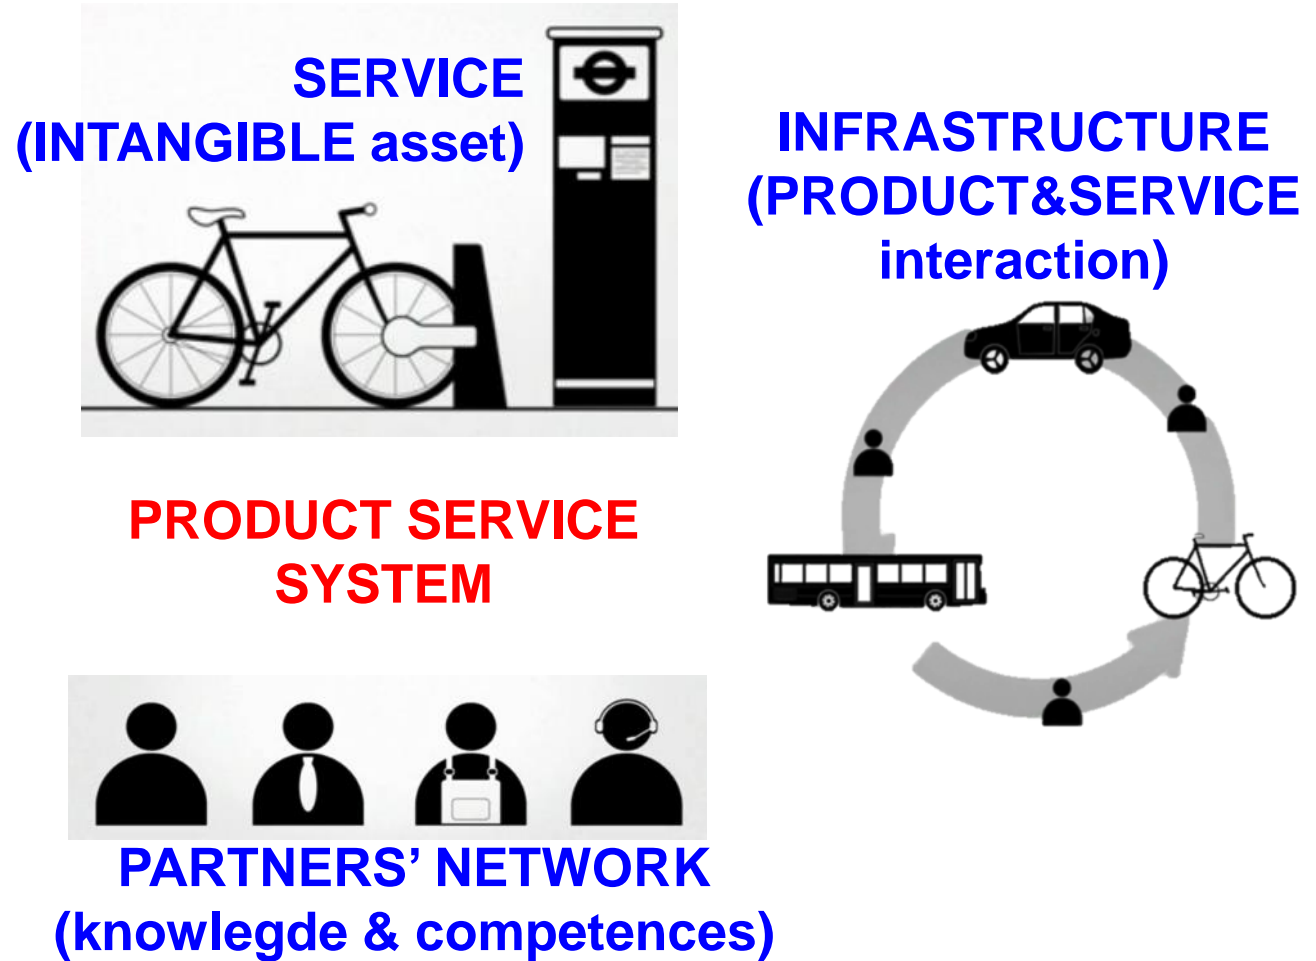 SERVICE
(INTANGIBLE asset)
INFRASTRUCTURE
(PRODUCT&SERVICE
interaction)
PRODUCT SERVICE
SYSTEM
PARTNERS’ NETWORK
(knowlegde & competences)